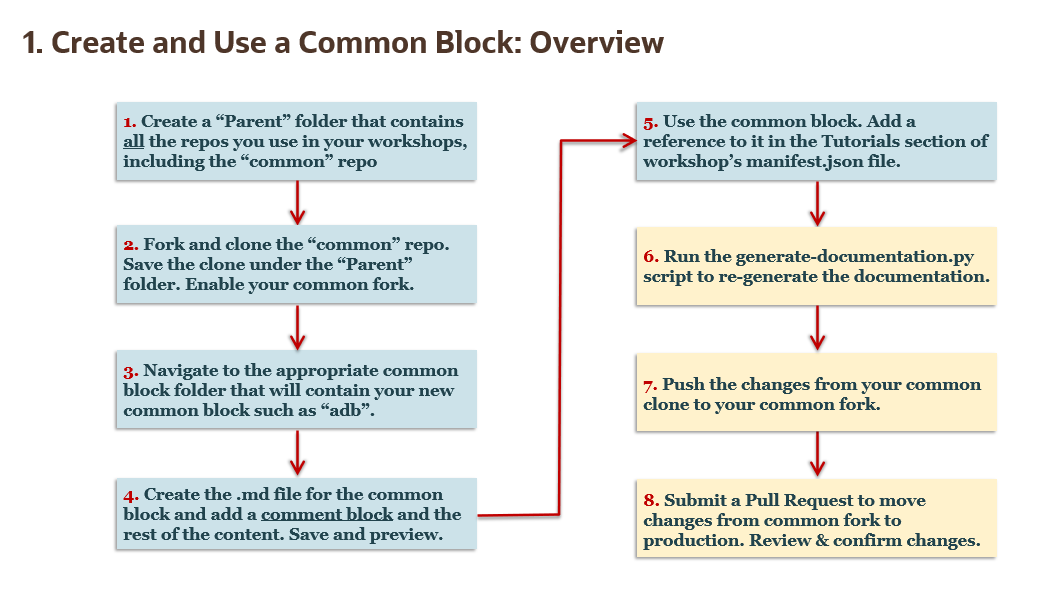 1. Create and Use a Common Block: Overview
1. Create a “Parent” folder that contains
all the repos you use in your workshops,
including the “common” repo
2. Fork and clone the “common” repo.
Save the clone under the “Parent”
folder. Enable your common fork.
3. Navigate to the appropriate common
block folder that will contain your new
common block such as “adb”.
4. Create the .md file for the common
block and add a comment block and the
rest of the content. Save and preview.
5. Use the common block. Add a
reference to it in the Tutorials section of
workshop’s manifest.json file.
6. Run the generate-documentation.py
script to re-generate the documentation.
7. Push the changes from your common
clone to your common fork.
8. Submit a Pull Request to move
changes from common fork to
production. Review & confirm changes.